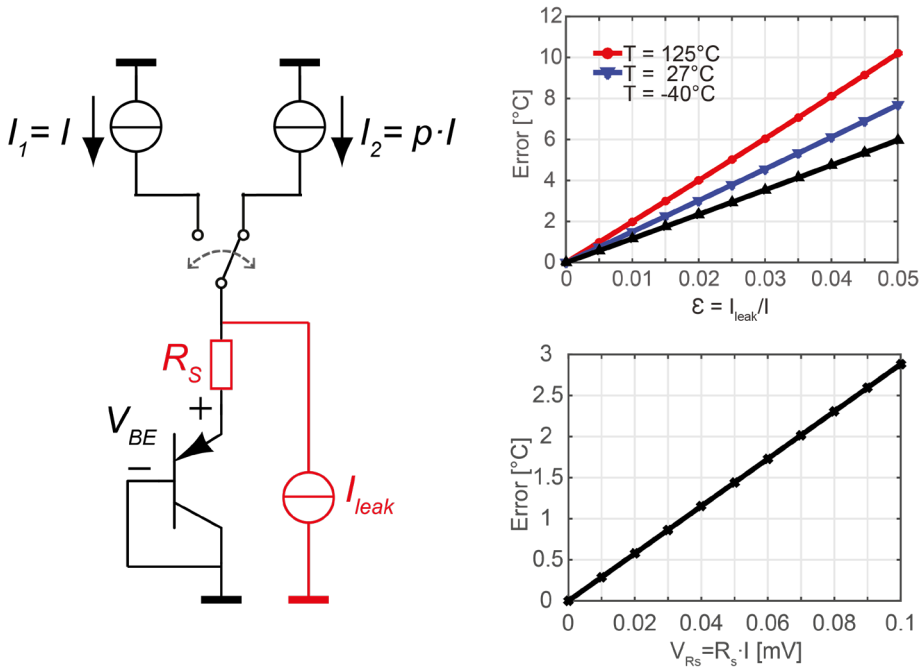 I1= I
I2= p·I
RS
+
VBE
−
Ileak
12
10
8
6
4
2
0
Error [°C]
T = 125°C
T = 27°C
T = -40°C
0 0.01 0.02 0.03 0.04 0.05
Ɛ = Ileak/I
3
2.5
2
1.5
1
0.5
0
Error [°C]
0 0.02 0.04 0.06 0.08 0.1
VRs=Rs·I [mV]